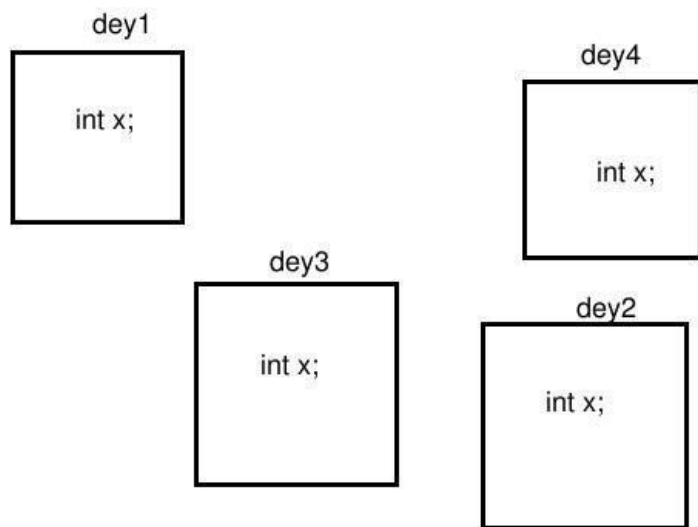 dey1
int x;
dey4
int x;
dey3
int x;
dey2
int x;